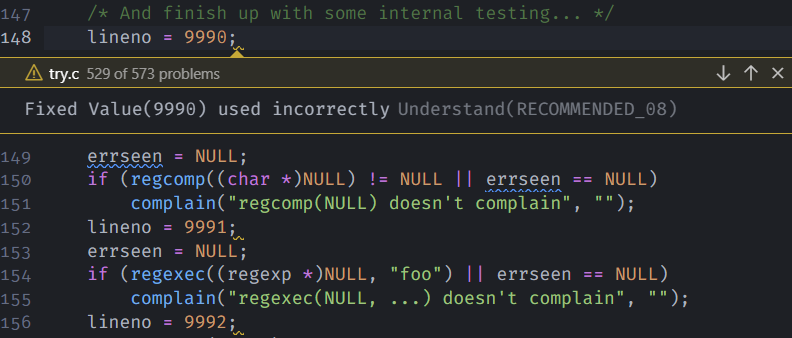 147 /* And finish up with some internal testing... */
148 lineno = 9990;
try.c 529 of 573 problems
Fixed Value(9990) used incorrectly Understand(RECOMMENDED_08)
149 errseen = NULL;
150 if (regcomp((char *)NULL) != NULL || errseen == NULL)
151 complain("regcomp(NULL) doesn't complain", "");
152 lineno = 9991;
153 errseen = NULL;
154 if (regexec((regexp *)NULL, "foo") || errseen == NULL)
155 complain("regexec(NULL, ...) doesn't complain", "");
156 lineno = 9992;